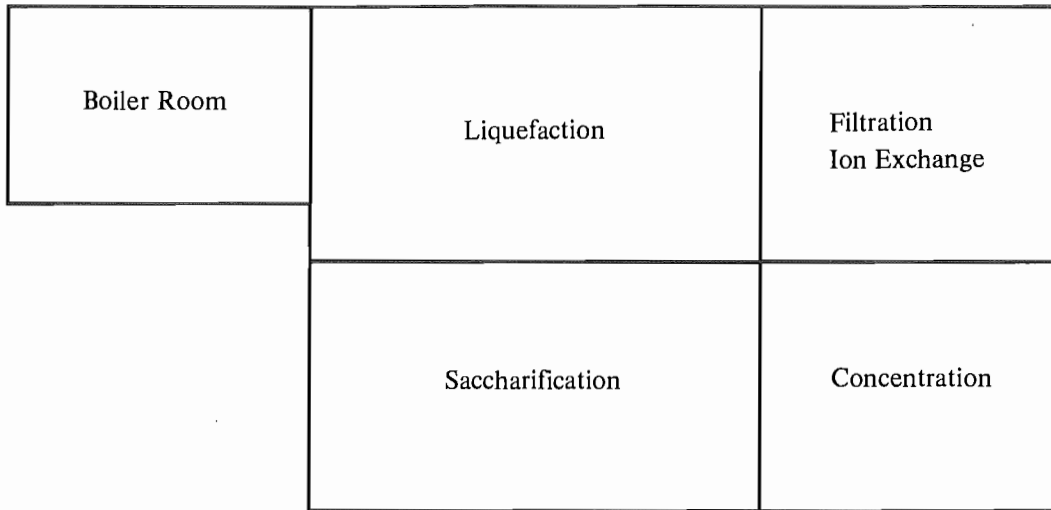 Boiler Room
Liquefaction
Filtration
Ion Exchange
Saccharification
Concentration